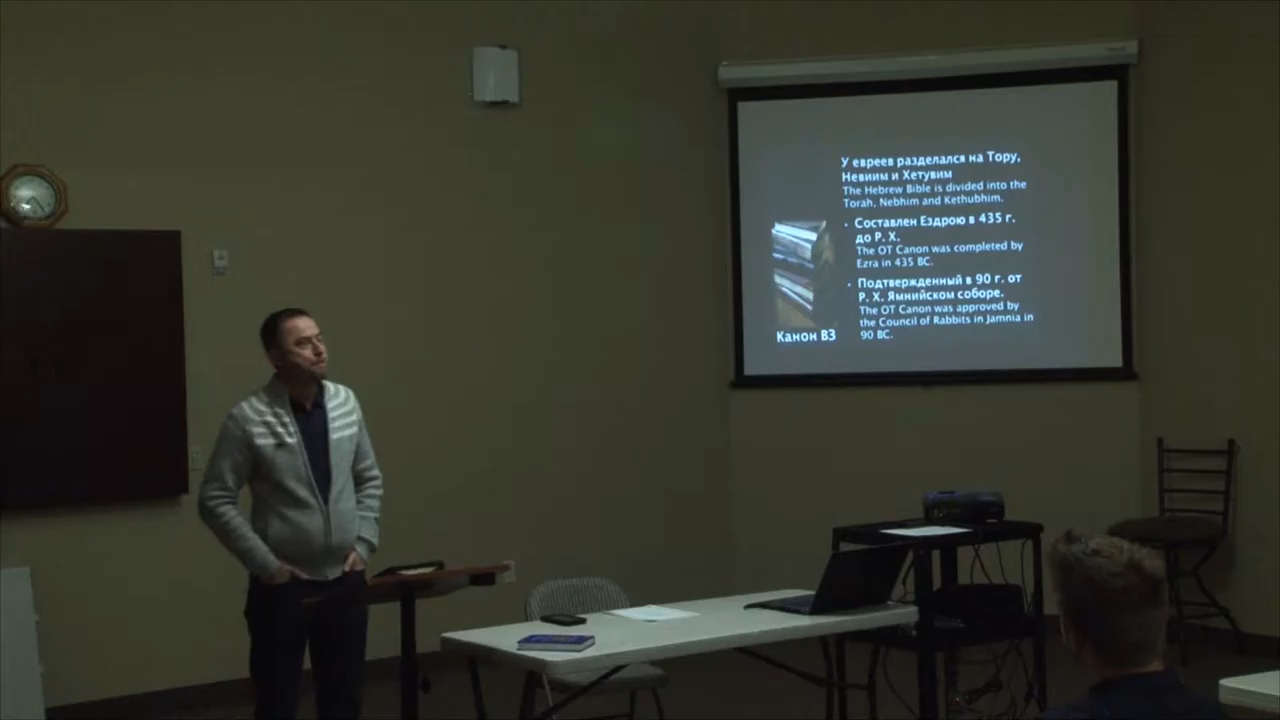 У евреев разделался на Тору,
Невиим и Хетувим
The Hebrew Bible is divided into the
Torah, Nebhim and Kethubhim.
• Составлен Ездрою в 435 г.
до Р. Х.
The OT Canon was completed by
Ezra in 435 BC.
• Подтвержденный в 90 г. от
Р. Х. Ямнийском соборе.
The OT Canon was approved by
the Council of Rabbits in Jamnia in
90 BC.
Канон ВЗ